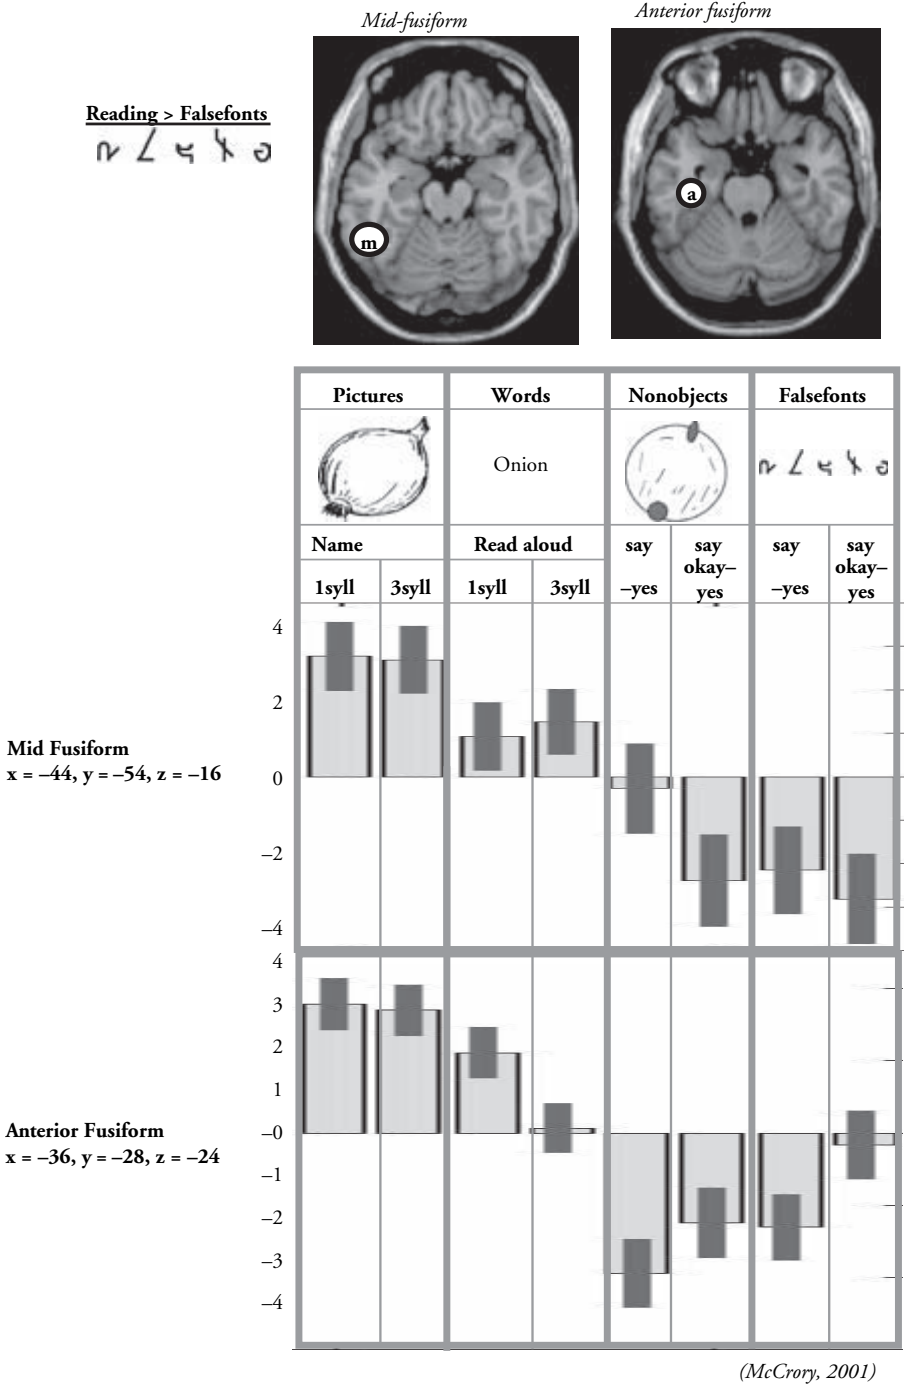 Mid-fusiform
Anterior fusiform
Reading > Falsefonts
m
a
Pictures Words Nonobjects Falsefonts
Onion
Name Read aloud say –yes say okay–yes say –yes say okay–yes
1syll 3syll 1syll 3syll
4
2
0
–2
–4
Mid Fusiform
x = –44, y = –54, z = –16
4
3
2
1
–0
–1
–2
–3
–4
Anterior Fusiform
x = –36, y = –28, z = –24
(McCrory, 2001)